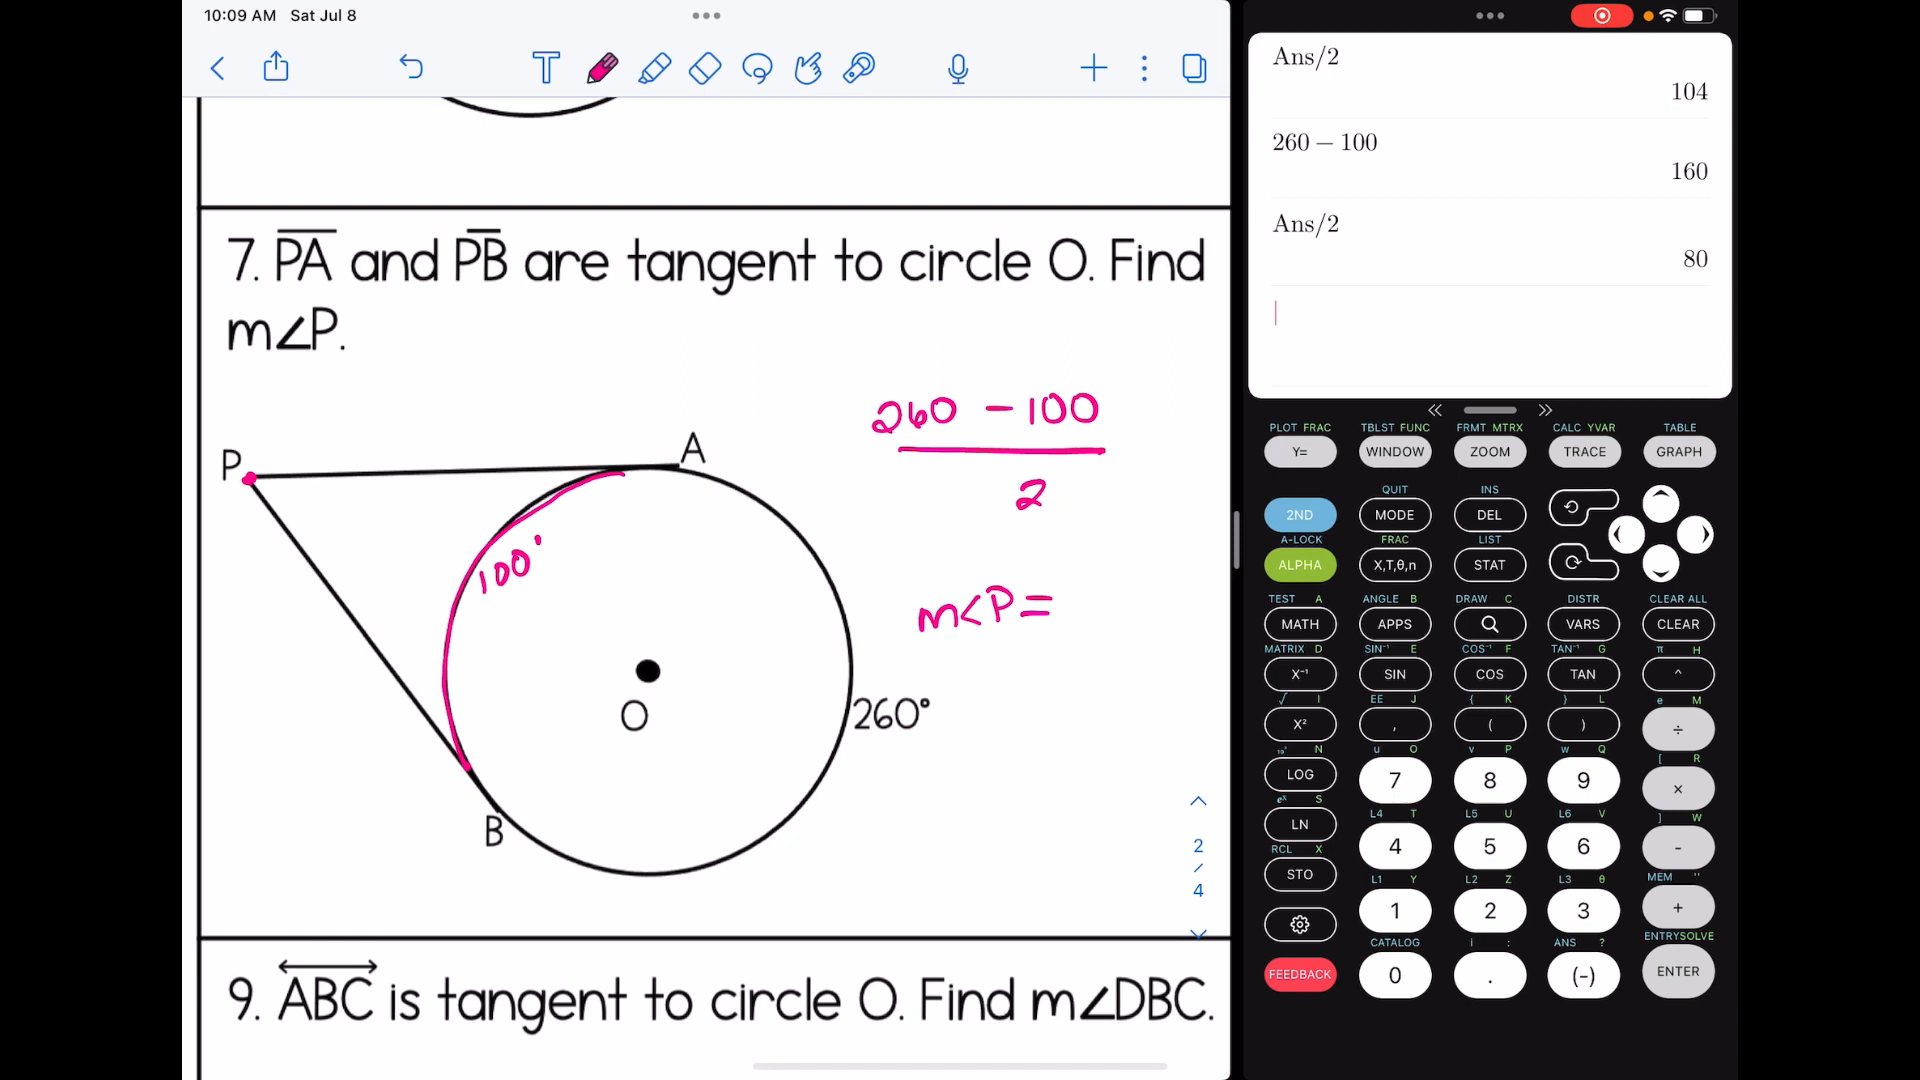 10:09 AM Sat Jul 8
7. PA and PB are tangent to circle O. Find
m∠P.
P
A
100°
O
B
260°
260 - 100
2
m<P=
2
/
4
9. ABC is tangent to circle O. Find m∠DBC.
Ans/2
104
260 − 100
160
Ans/2
80
PLOT FRAC TBLST FUNC FRMT MTRX CALC YVAR TABLE
Y= WINDOW ZOOM TRACE GRAPH
QUIT INS
2ND MODE DEL
A-LOCK FRAC LIST
ALPHA X,T,θ,n STAT
TEST A ANGLE B DRAW C DISTR CLEAR ALL
MATH APPS VARS CLEAR
MATRIX D SIN⁻¹ E COS⁻¹ F TAN⁻¹ G π H
X⁻¹ SIN COS TAN ^
√ I EE J { K } L e M
X² , ( ) ÷
10ˣ N u O v P w Q [ R
LOG 7 8 9 ×
eˣ S L4 T L5 U L6 V ] W
LN 4 5 6 -
RCL X L1 Y L2 Z L3 θ MEM "
STO 1 2 3 +
CATALOG i : ANS ? ENTRY SOLVE
FEEDBACK 0 . (-) ENTER